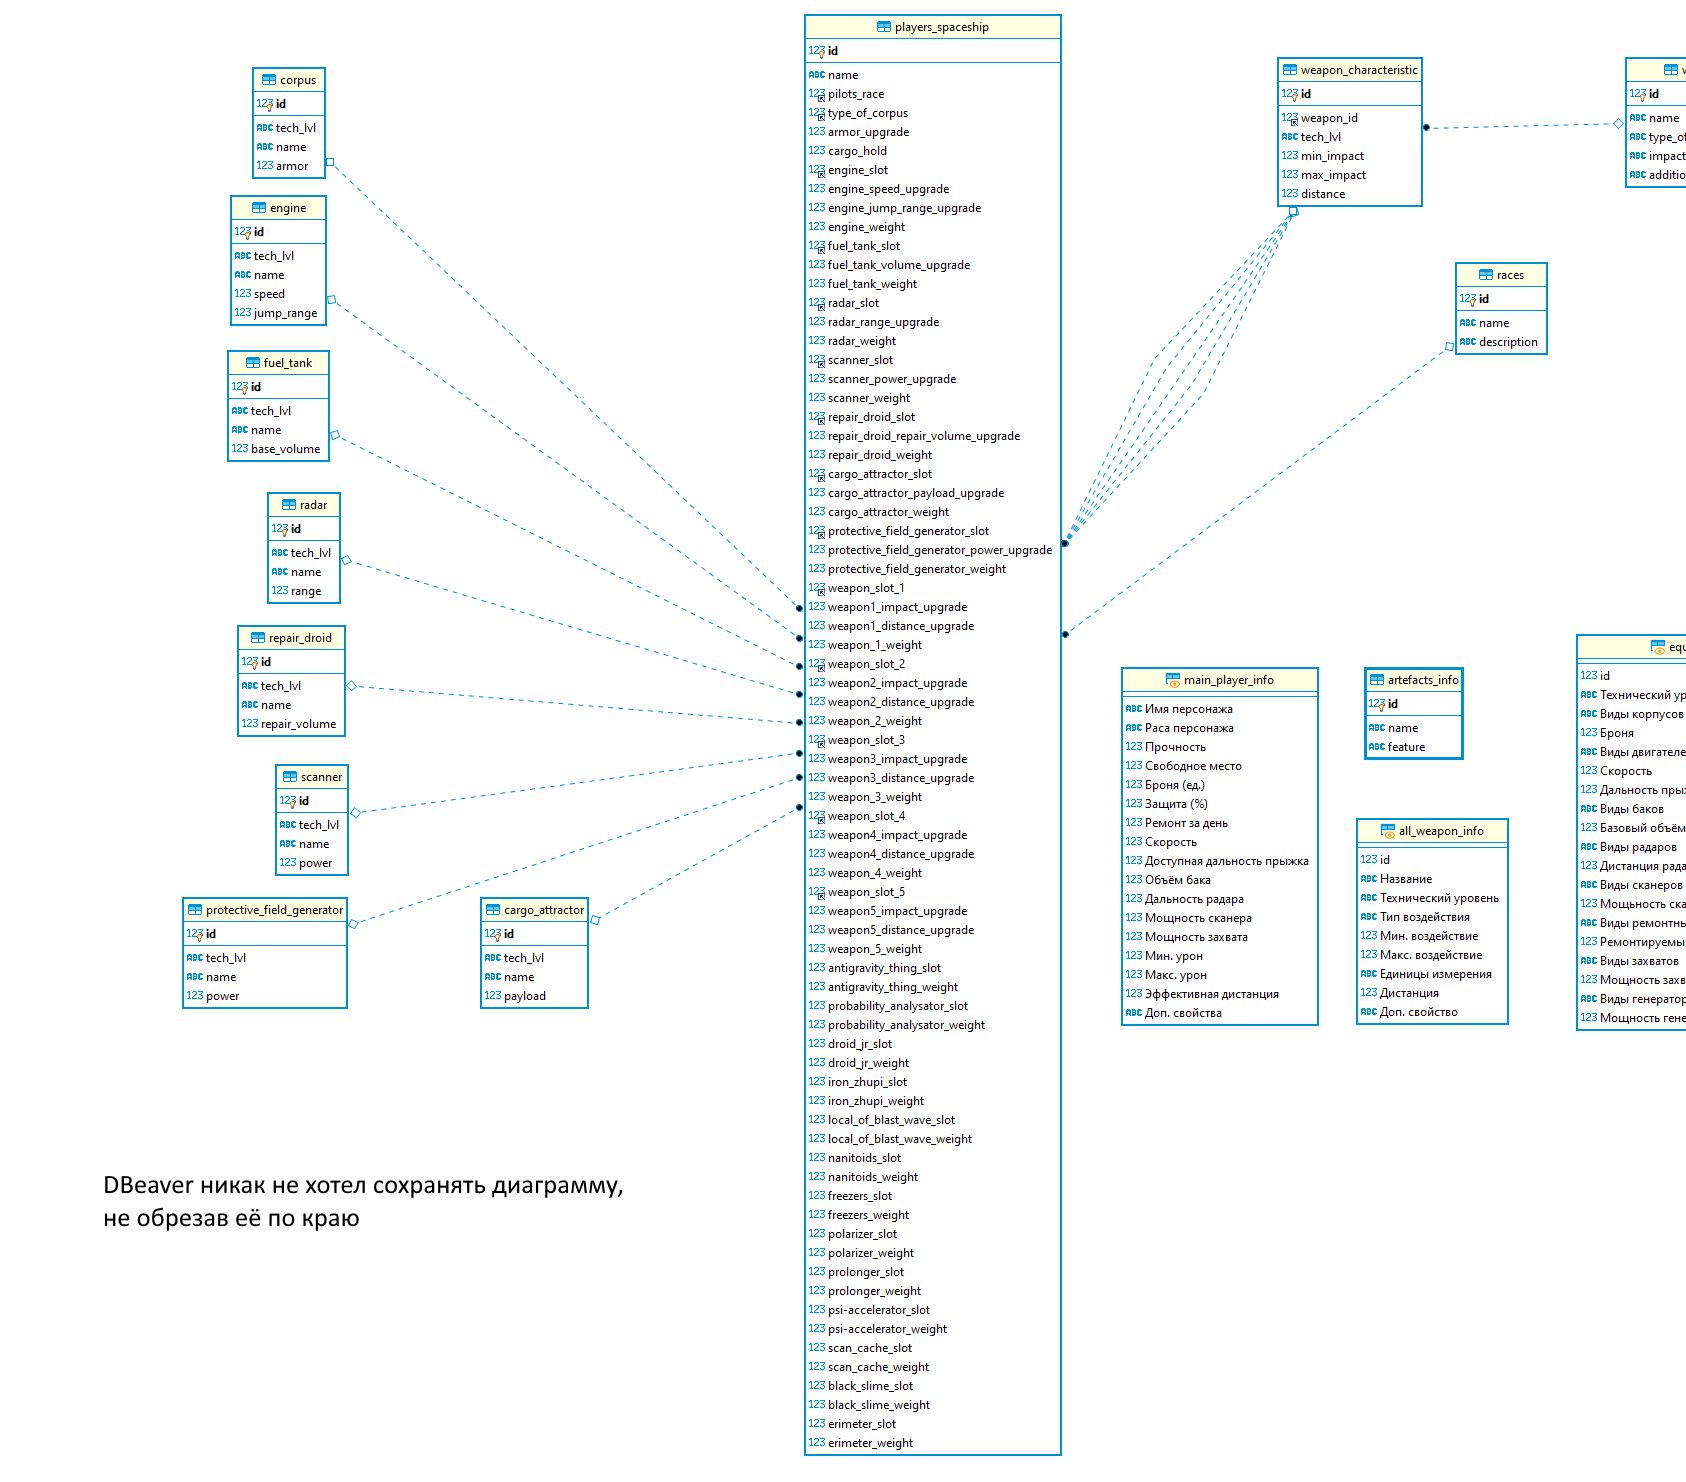 corpus
123 id
ABC tech_lvl
ABC name
123 armor
engine
123 id
ABC tech_lvl
ABC name
123 speed
123 jump_range
fuel_tank
123 id
ABC tech_lvl
ABC name
123 base_volume
radar
123 id
ABC tech_lvl
ABC name
123 range
repair_droid
123 id
ABC tech_lvl
ABC name
123 repair_volume
scanner
123 id
ABC tech_lvl
ABC name
123 power
protective_field_generator
123 id
ABC tech_lvl
ABC name
123 power
cargo_attractor
123 id
ABC tech_lvl
ABC name
123 payload
DBeaver никак не хотел сохранять диаграмму,
не обрезав её по краю
players_spaceship
123 id
ABC name
123 pilots_race
123 type_of_corpus
123 armor_upgrade
123 cargo_hold
123 engine_slot
123 engine_speed_upgrade
123 engine_jump_range_upgrade
123 engine_weight
123 fuel_tank_slot
123 fuel_tank_volume_upgrade
123 fuel_tank_weight
123 radar_slot
123 radar_range_upgrade
123 radar_weight
123 scanner_slot
123 scanner_power_upgrade
123 scanner_weight
123 repair_droid_slot
123 repair_droid_repair_volume_upgrade
123 repair_droid_weight
123 cargo_attractor_slot
123 cargo_attractor_payload_upgrade
123 cargo_attractor_weight
123 protective_field_generator_slot
123 protective_field_generator_power_upgrade
123 protective_field_generator_weight
123 weapon_slot_1
123 weapon1_impact_upgrade
123 weapon1_distance_upgrade
123 weapon_1_weight
123 weapon_slot_2
123 weapon2_impact_upgrade
123 weapon2_distance_upgrade
123 weapon_2_weight
123 weapon_slot_3
123 weapon3_impact_upgrade
123 weapon3_distance_upgrade
123 weapon_3_weight
123 weapon_slot_4
123 weapon4_impact_upgrade
123 weapon4_distance_upgrade
123 weapon_4_weight
123 weapon_slot_5
123 weapon5_impact_upgrade
123 weapon5_distance_upgrade
123 weapon_5_weight
123 antigravity_thing_slot
123 antigravity_thing_weight
123 probability_analysator_slot
123 probability_analysator_weight
123 droid_jr_slot
123 droid_jr_weight
123 iron_zhupi_slot
123 iron_zhupi_weight
123 local_of_blast_wave_slot
123 local_of_blast_wave_weight
123 nanitoids_slot
123 nanitoids_weight
123 freezers_slot
123 freezers_weight
123 polarizer_slot
123 polarizer_weight
123 prolonger_slot
123 prolonger_weight
123 psi-accelerator_slot
123 psi-accelerator_weight
123 scan_cache_slot
123 scan_cache_weight
123 black_slime_slot
123 black_slime_weight
123 erimeter_slot
123 erimeter_weight
weapon_characteristic
123 id
123 weapon_id
ABC tech_lvl
123 min_impact
123 max_impact
123 distance
123 id
ABC name
ABC type_of
ABC impact
ABC additio
races
123 id
ABC name
ABC description
main_player_info
ABC Имя персонажа
ABC Раса персонажа
123 Прочность
123 Свободное место
123 Броня (ед.)
123 Защита (%)
123 Ремонт за день
123 Скорость
123 Доступная дальность прыжка
123 Объём бака
123 Дальность радара
123 Мощность сканера
123 Мощность захвата
123 Мин. урон
123 Макс. урон
123 Эффективная дистанция
ABC Доп. свойства
artefacts_info
123 id
ABC name
ABC feature
all_weapon_info
123 id
ABC Название
ABC Технический уровень
ABC Тип воздействия
123 Мин. воздействие
123 Макс. воздействие
ABC Единицы измерения
123 Дистанция
ABC Доп. свойство
equ
123 id
ABC Технический ур
ABC Виды корпусов
123 Броня
ABC Виды двигателе
123 Скорость
123 Дальность пры
ABC Виды баков
123 Базовый объём
ABC Виды радаров
123 Дистанция рада
ABC Виды сканеров
123 Мощьность ска
ABC Виды ремонтн
123 Ремонтируемы
ABC Виды захватов
123 Мощность захв
ABC Виды генератор
123 Мощность гене